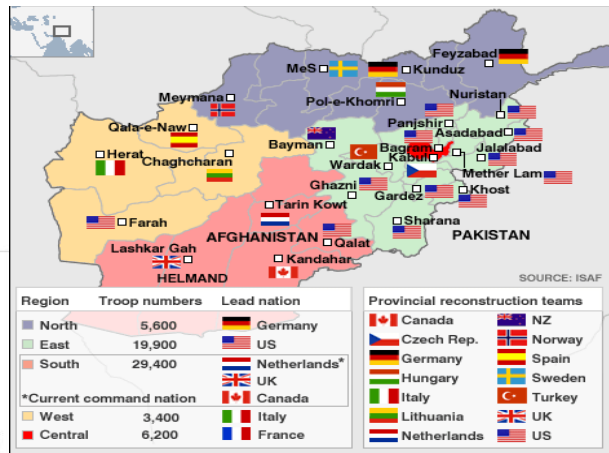 Feyzabad
MeS
Kunduz
Meymana
Pol-e-Khomri
Nuristan
Panjshir
Qala-e-Naw
Asadabad
Bayman
Bagram
Herat
Chaghcharan
Wardak
Kabul
Jalalabad
Mether Lam
Ghazni
Gardez
Khost
Tarin Kowt
Farah
Sharana
AFGHANISTAN
PAKISTAN
Lashkar Gah
Qalat
Kandahar
HELMAND
SOURCE: ISAF
Region Troop numbers Lead nation
North 5,600 Germany
East 19,900 US
South 29,400 Netherlands*
UK
*Current command nation Canada
West 3,400 Italy
Central 6,200 France
Provincial reconstruction teams
Canada NZ
Czech Rep. Norway
Germany Spain
Hungary Sweden
Italy Turkey
Lithuania UK
Netherlands US